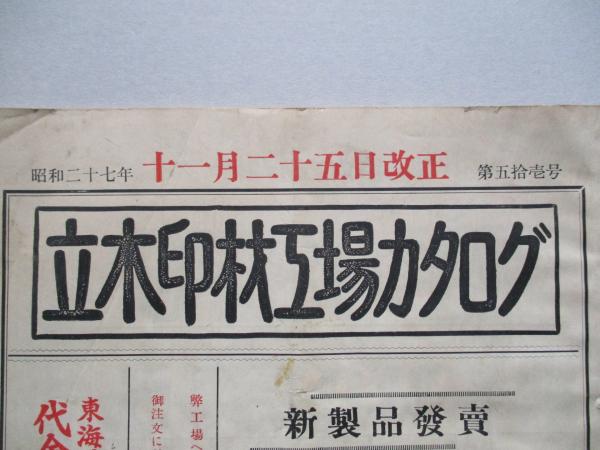 昭和二十七年 十一月二十五日改正 第五拾壱号
立木印材工場カタログ
新製品發賣
弊工場へ
御注文に
東海
代金